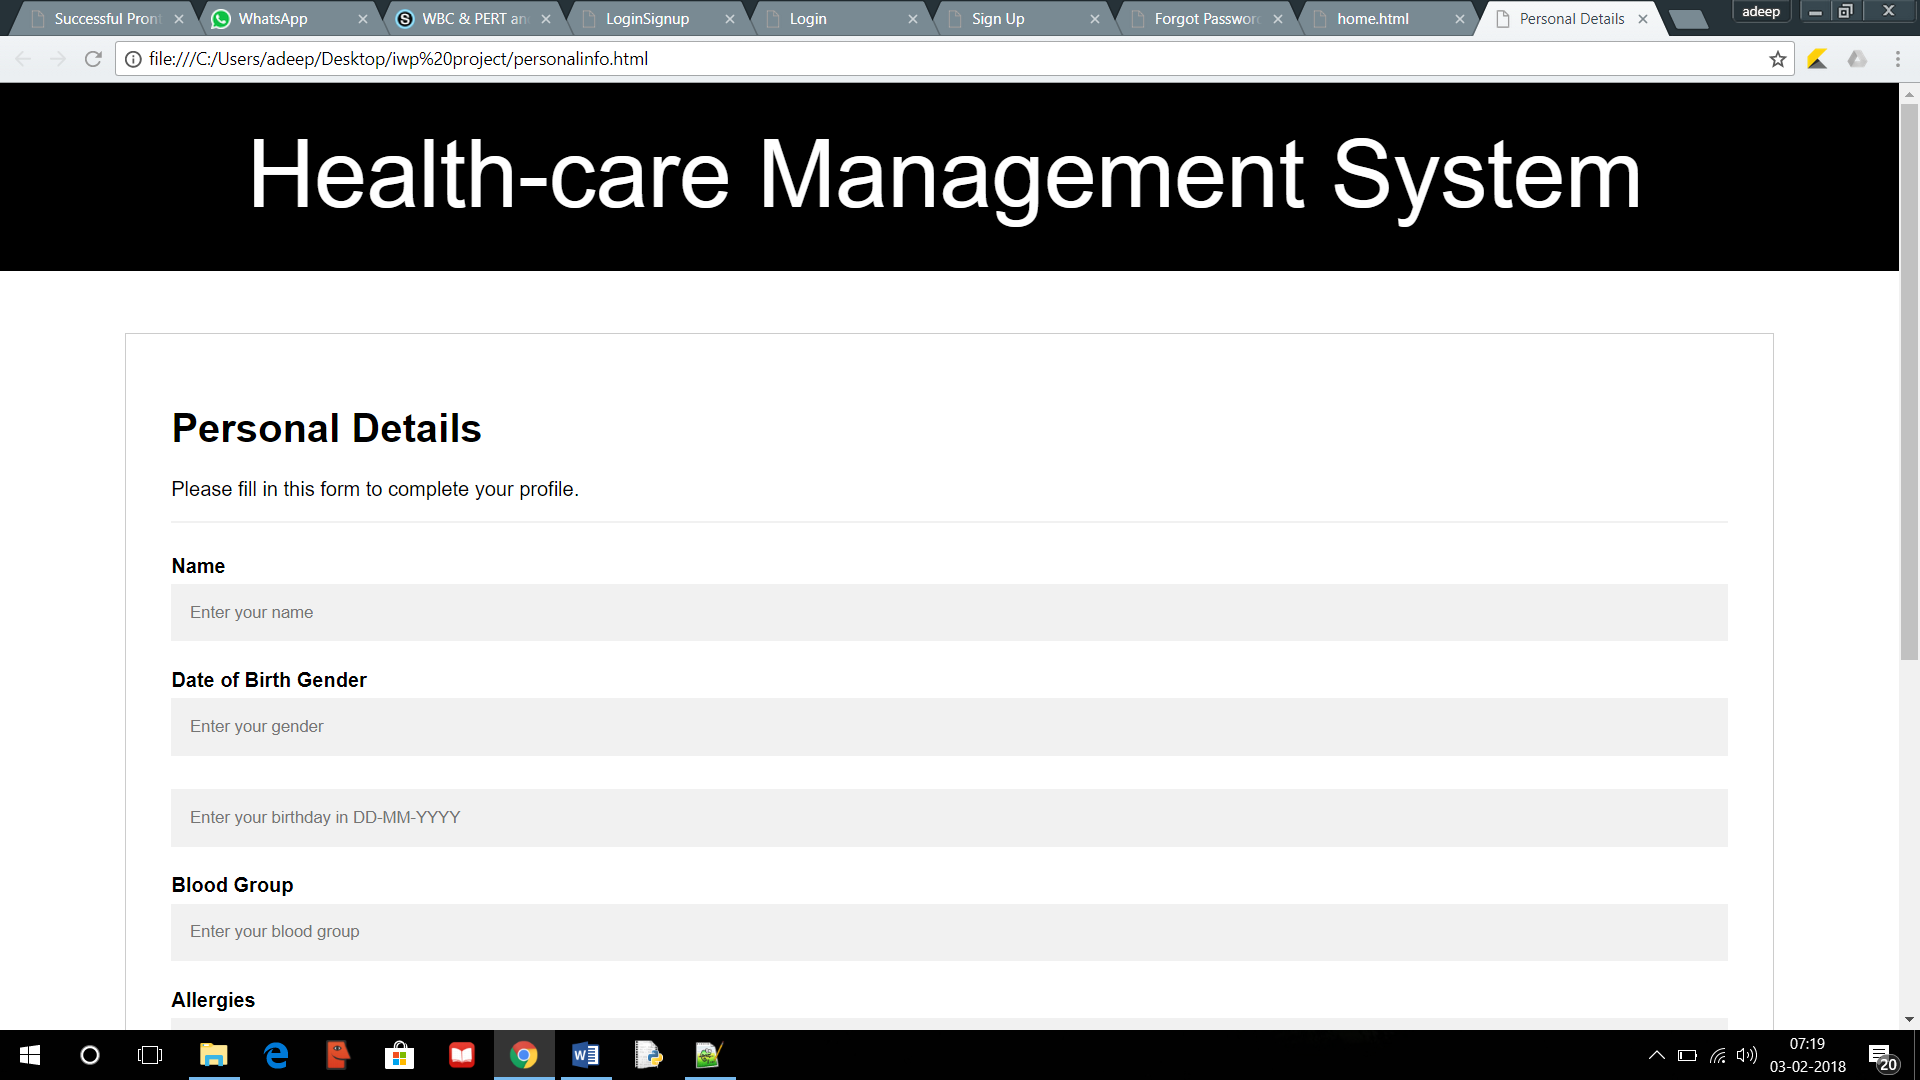 Successful Pront
WhatsApp
WBC & PERT an
LoginSignup
Login
Sign Up
Forgot Password
home.html
Personal Details
adeep
file:///C:/Users/adeep/Desktop/iwp%20project/personalinfo.html
Health-care Management System
Personal Details
Please fill in this form to complete your profile.
Name
Enter your name
Date of Birth Gender
Enter your gender
Enter your birthday in DD-MM-YYYY
Blood Group
Enter your blood group
Allergies
07:19
03-02-2018
20